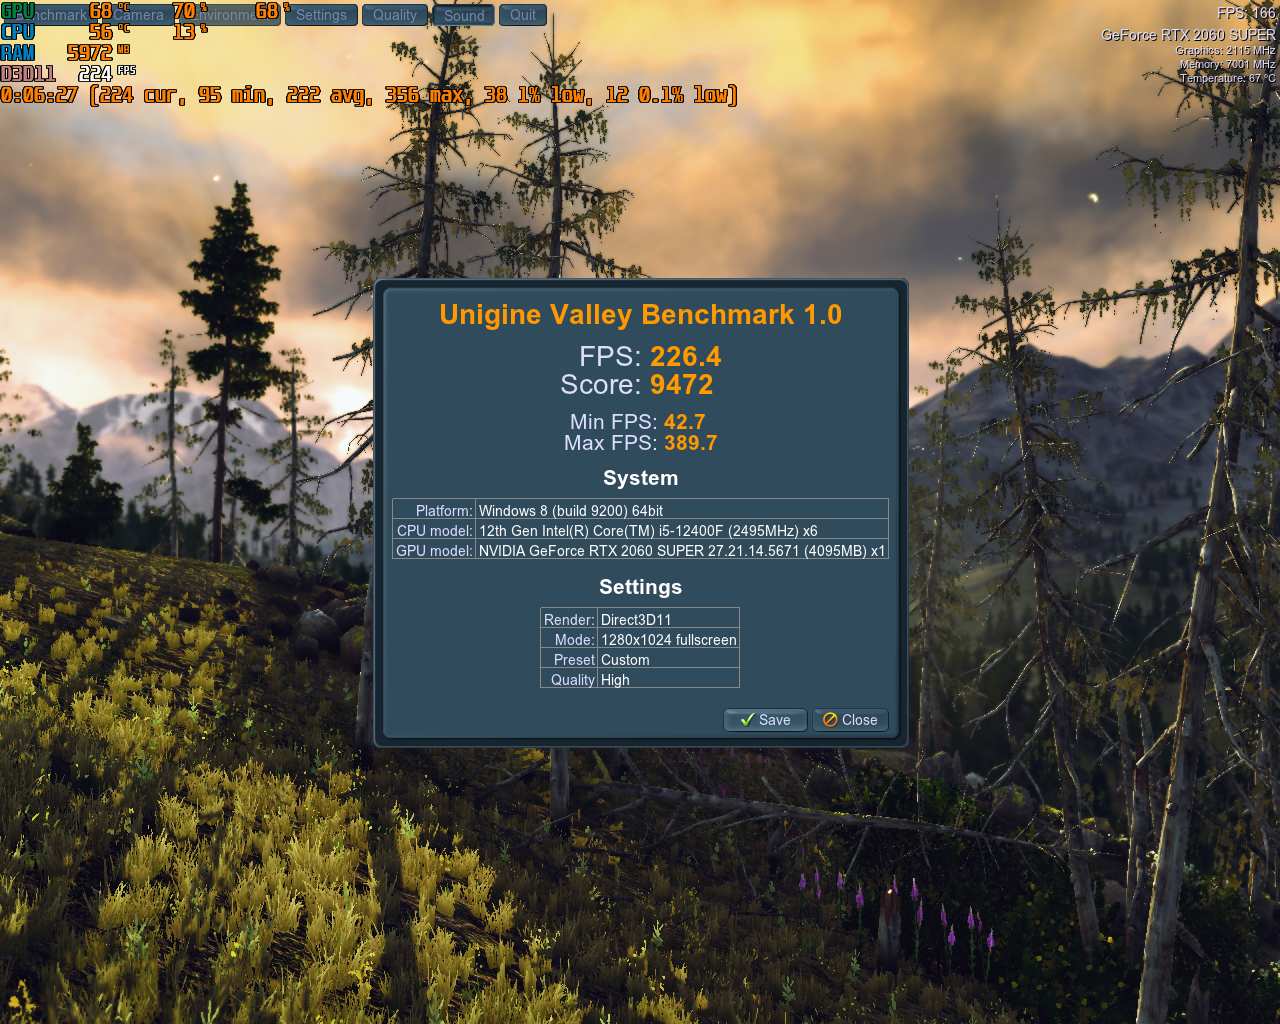 GPU 68 °C 70 % 68 %
Camera Settings Quality Sound Quit
CPU 56 °C 13 %
RAM 5972 MB
D3D11 224 FPS
0:06:27 [224 cur, 95 min, 222 avg, 356 max, 38 1% low, 12 0.1% low]
FPS: 166
GeForce RTX 2060 SUPER
Graphics: 2115 MHz
Memory: 7001 MHz
Temperature: 67 °C
Unigine Valley Benchmark 1.0
FPS: 226.4
Score: 9472
Min FPS: 42.7
Max FPS: 389.7
System
Platform: Windows 8 (build 9200) 64bit
CPU model: 12th Gen Intel(R) Core(TM) i5-12400F (2495MHz) x6
GPU model: NVIDIA GeForce RTX 2060 SUPER 27.21.14.5671 (4095MB) x1
Settings
Render: Direct3D11
Mode: 1280x1024 fullscreen
Preset Custom
Quality High
Save Close